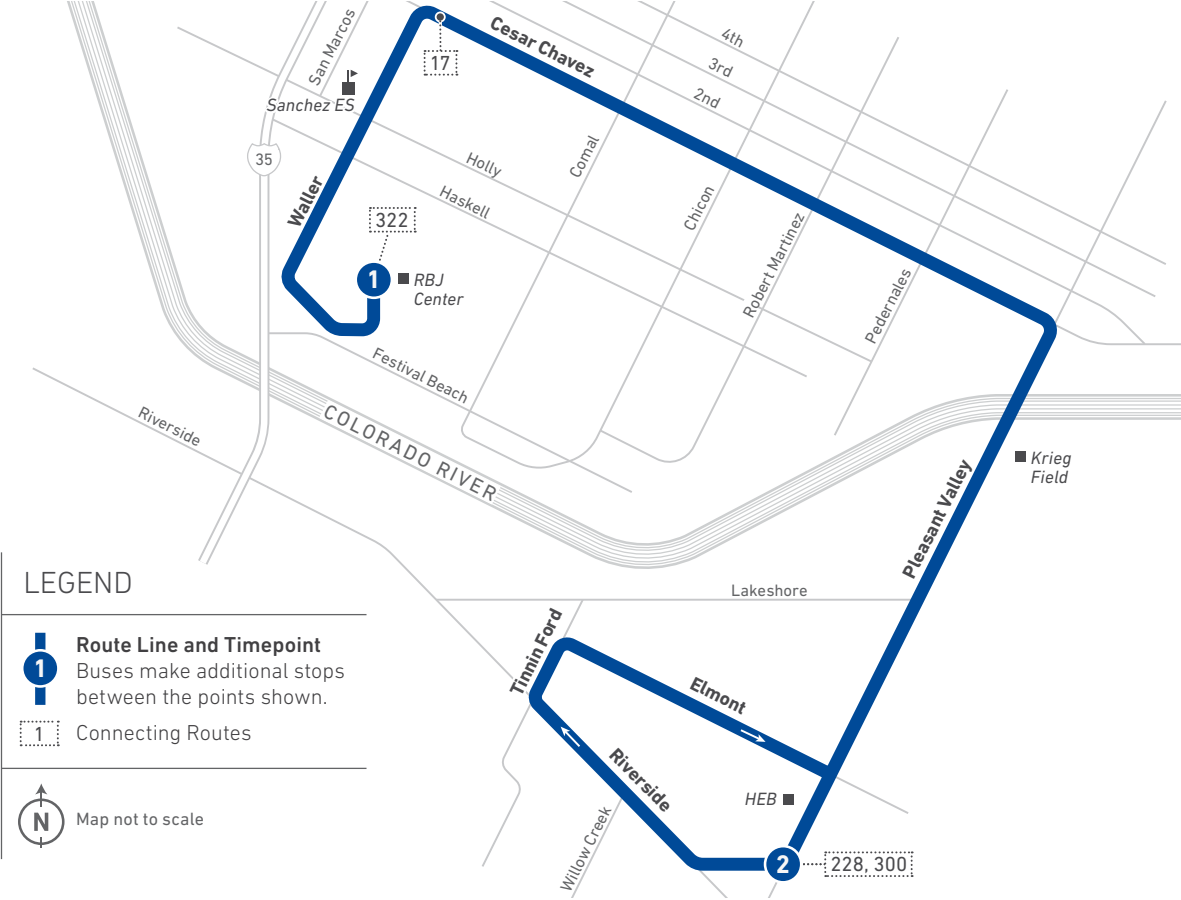 4th
3rd
2nd
Cesar Chavez
San Marcos
17
Sanchez ES
35
Holly
Haskell
Comal
Chicon
Robert Martinez
Pedernales
Waller
322
1
RBJ
Center
Festival Beach
Riverside
COLORADO RIVER
Krieg
Field
Pleasant Valley
Lakeshore
Tinnin Ford
Elmont
Riverside
HEB
Willow Creek
2
228, 300
LEGEND
Route Line and Timepoint
1
Buses make additional stops
between the points shown.
1
Connecting Routes
N
Map not to scale